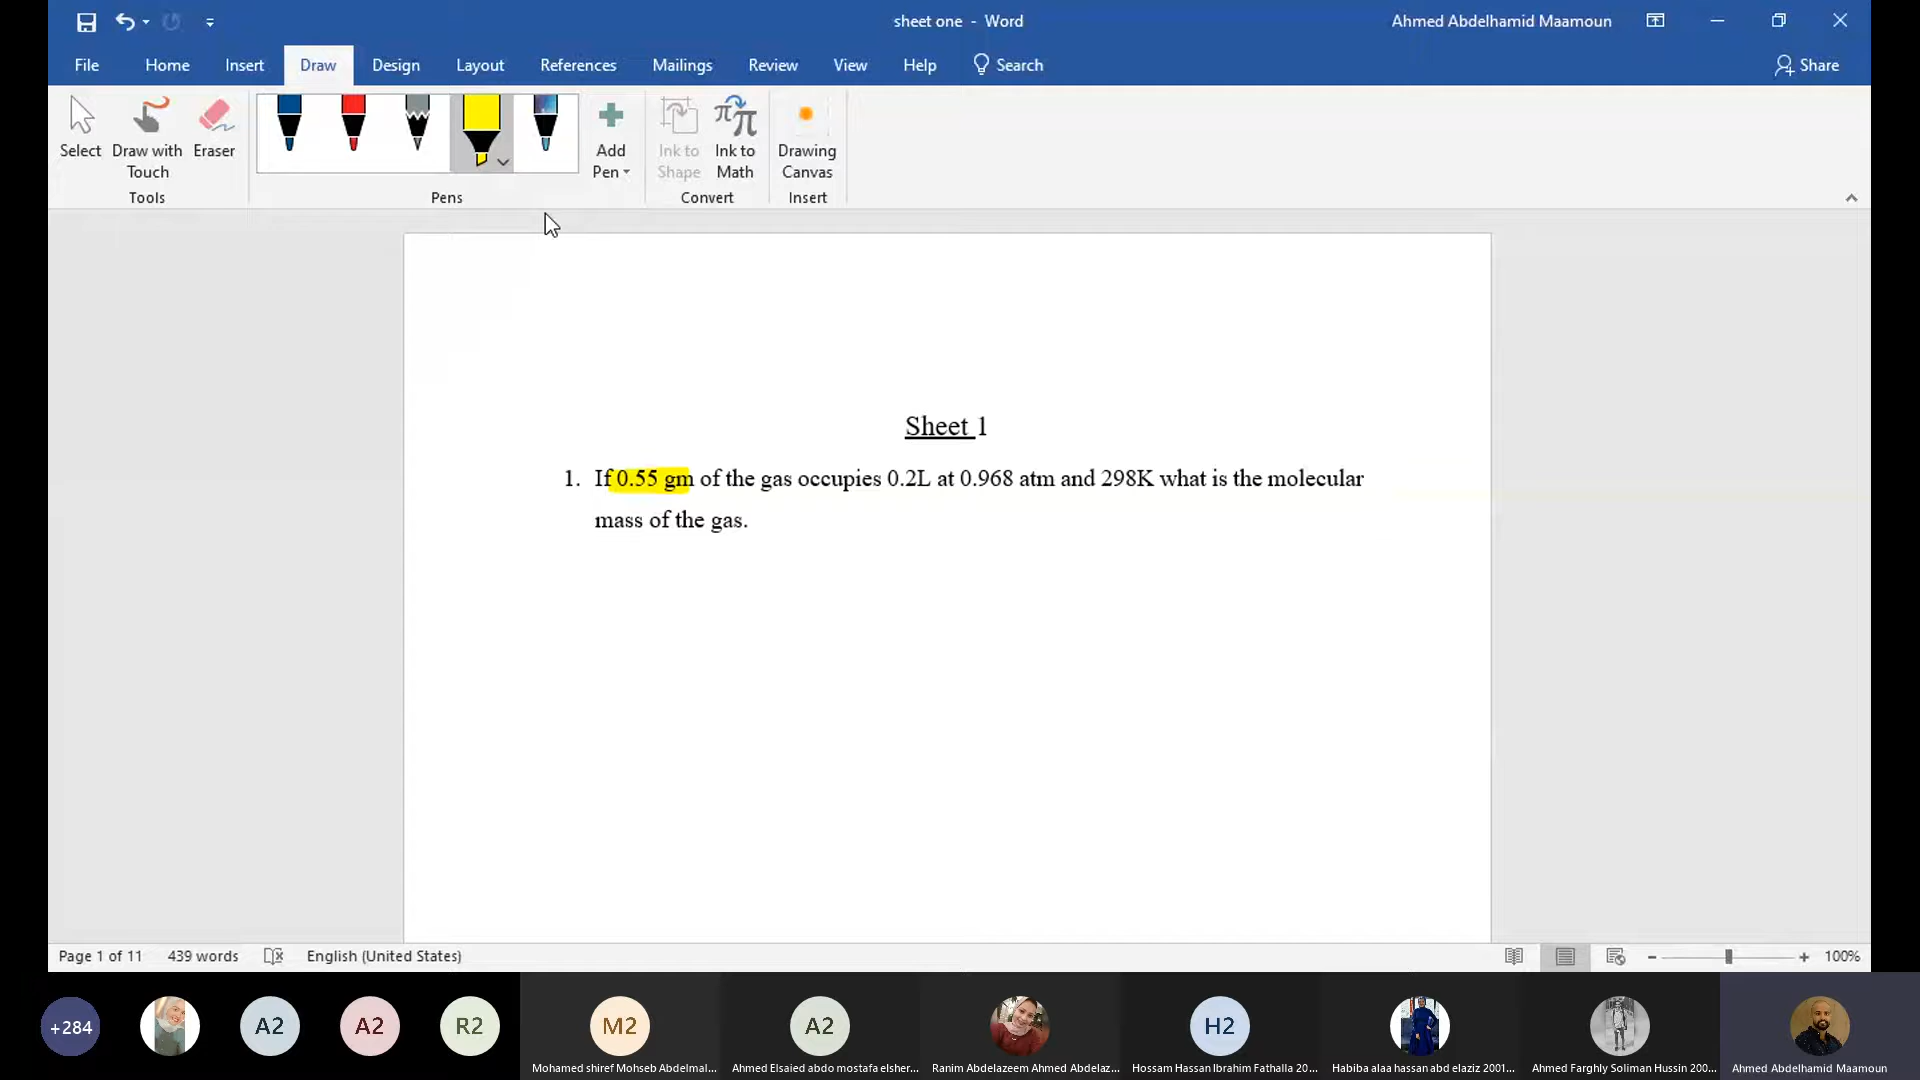 sheet one - Word
Ahmed Abdelhamid Maamoun
File Home Insert Draw Design Layout References Mailings Review View Help Search Share
Select Draw with Touch Eraser
Add Pen
Ink to Shape Ink to Math
Drawing Canvas
Tools Pens Convert Insert
Sheet 1
1. If 0.55 gm of the gas occupies 0.2L at 0.968 atm and 298K what is the molecular
mass of the gas.
Page 1 of 11 439 words English (United States) 100%
+284 A2 A2 R2 M2 A2 H2
Mohamed shiref Mohseb Abdelmal... Ahmed Elsaied abdo mostafa elsher... Ranim Abdelazeem Ahmed Abdelaz... Hossam Hassan Ibrahim Fathalla 20... Habiba alaa hassan abd elaziz 2001... Ahmed Farghly Soliman Hussin 200... Ahmed Abdelhamid Maamoun